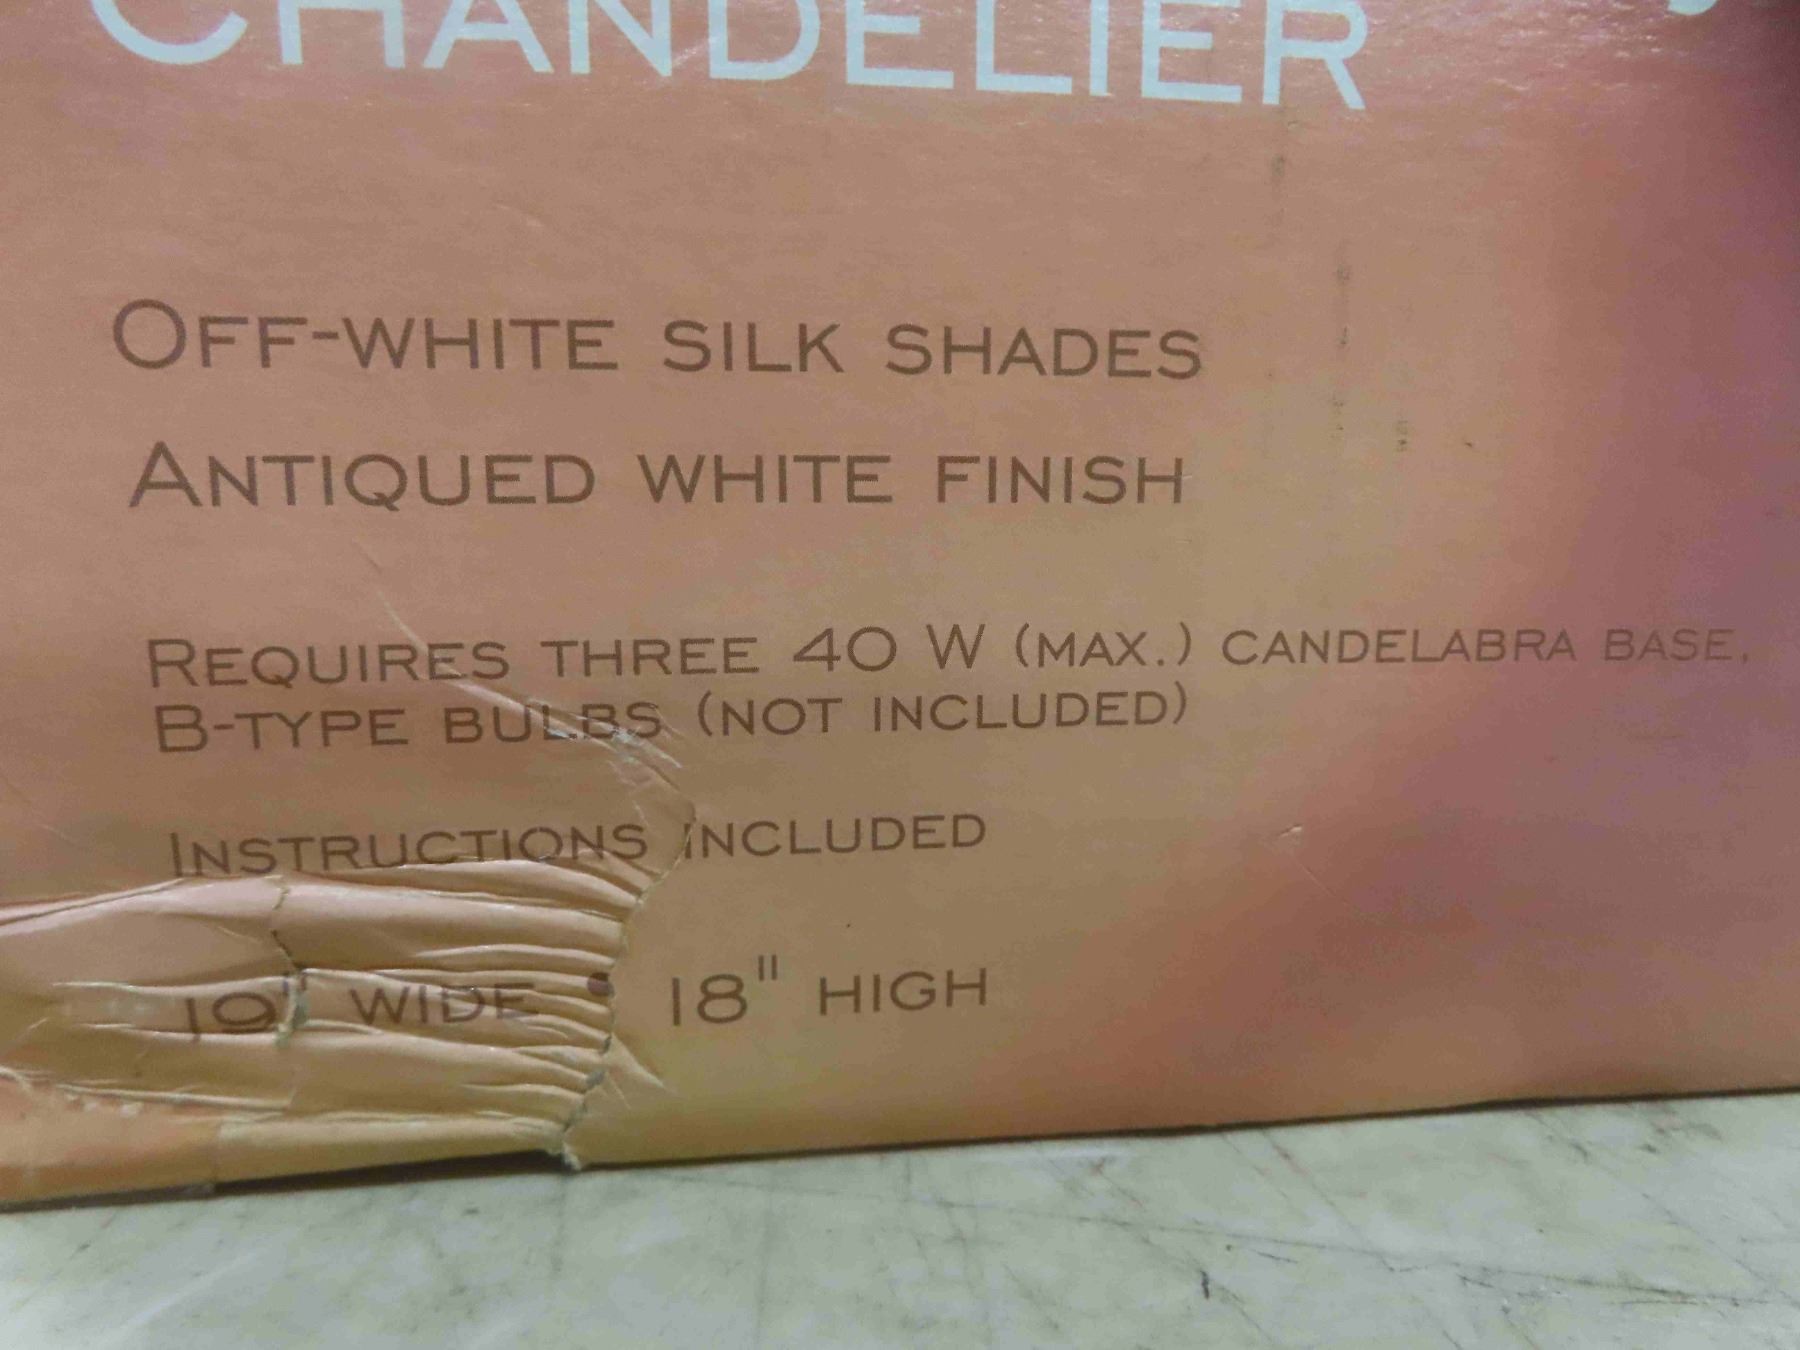 CHANDELIER
OFF-WHITE SILK SHADES
ANTIQUED WHITE FINISH
REQUIRES THREE 40 W (MAX.) CANDELABRA BASE,
B-TYPE BULBS (NOT INCLUDED)
INSTRUCTIONS INCLUDED
19" WIDE • 18" HIGH